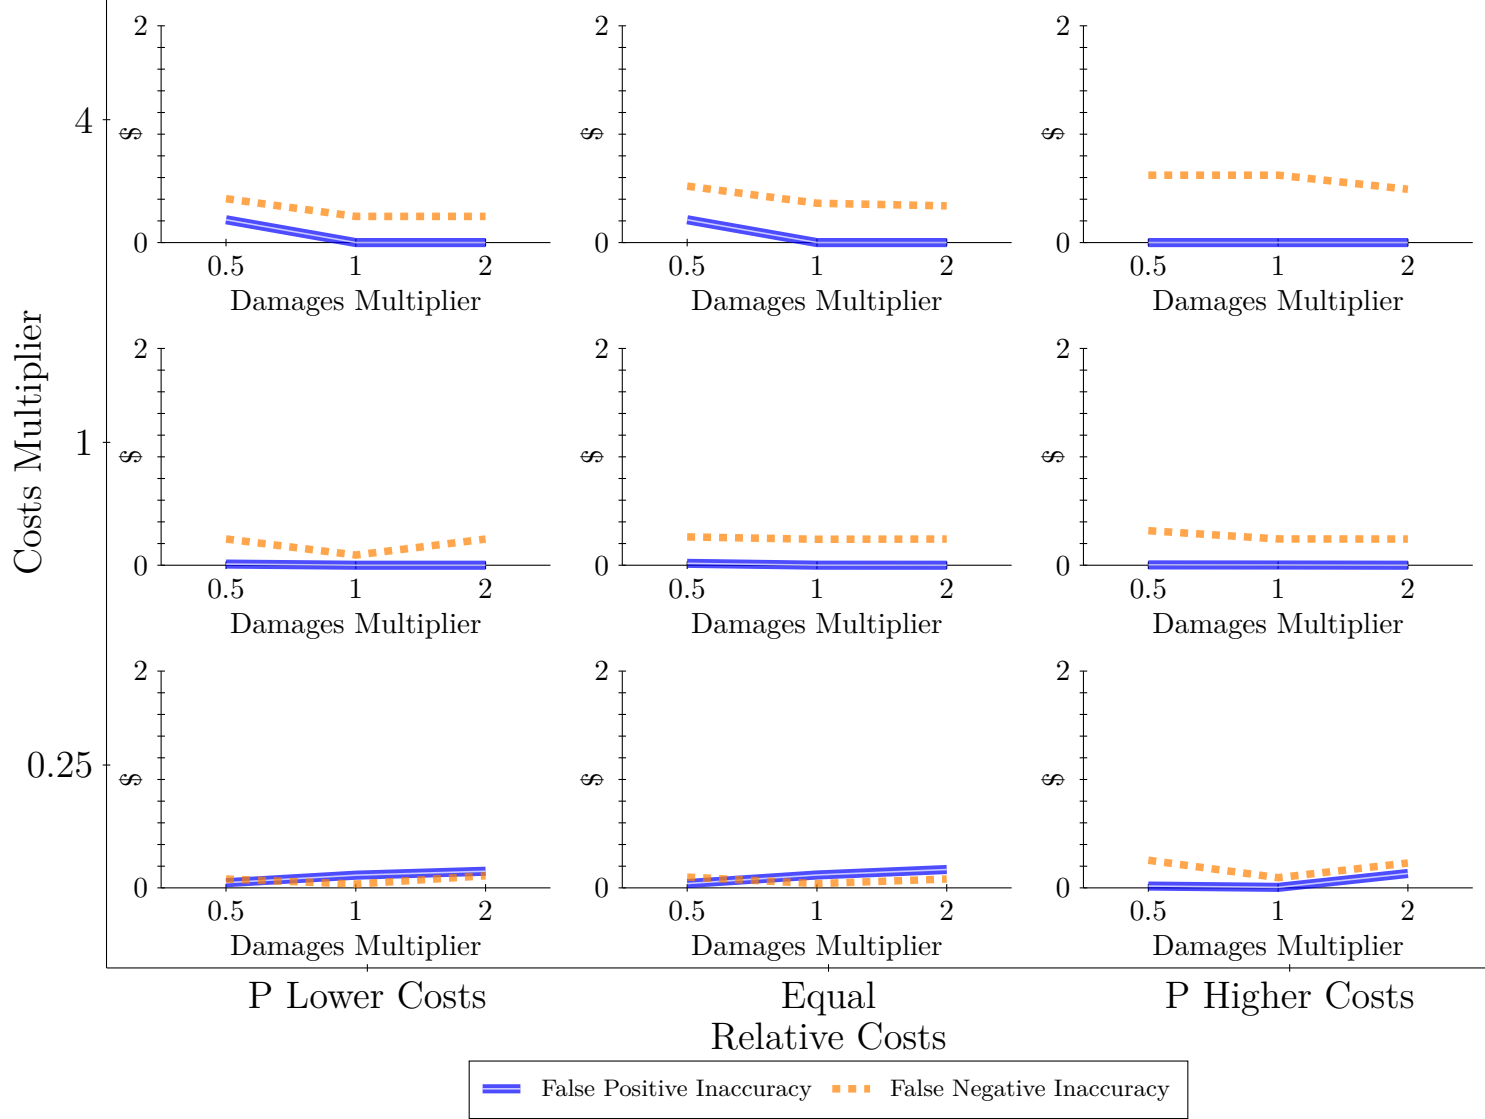 Costs Multiplier
4
1
0.25
2
$
0
0.5 1 2
Damages Multiplier
2
$
0
0.5 1 2
Damages Multiplier
2
$
0
0.5 1 2
Damages Multiplier
2
$
0
0.5 1 2
Damages Multiplier
2
$
0
0.5 1 2
Damages Multiplier
2
$
0
0.5 1 2
Damages Multiplier
2
$
0
0.5 1 2
Damages Multiplier
2
$
0
0.5 1 2
Damages Multiplier
2
$
0
0.5 1 2
Damages Multiplier
P Lower Costs Equal P Higher Costs
Relative Costs
False Positive Inaccuracy False Negative Inaccuracy